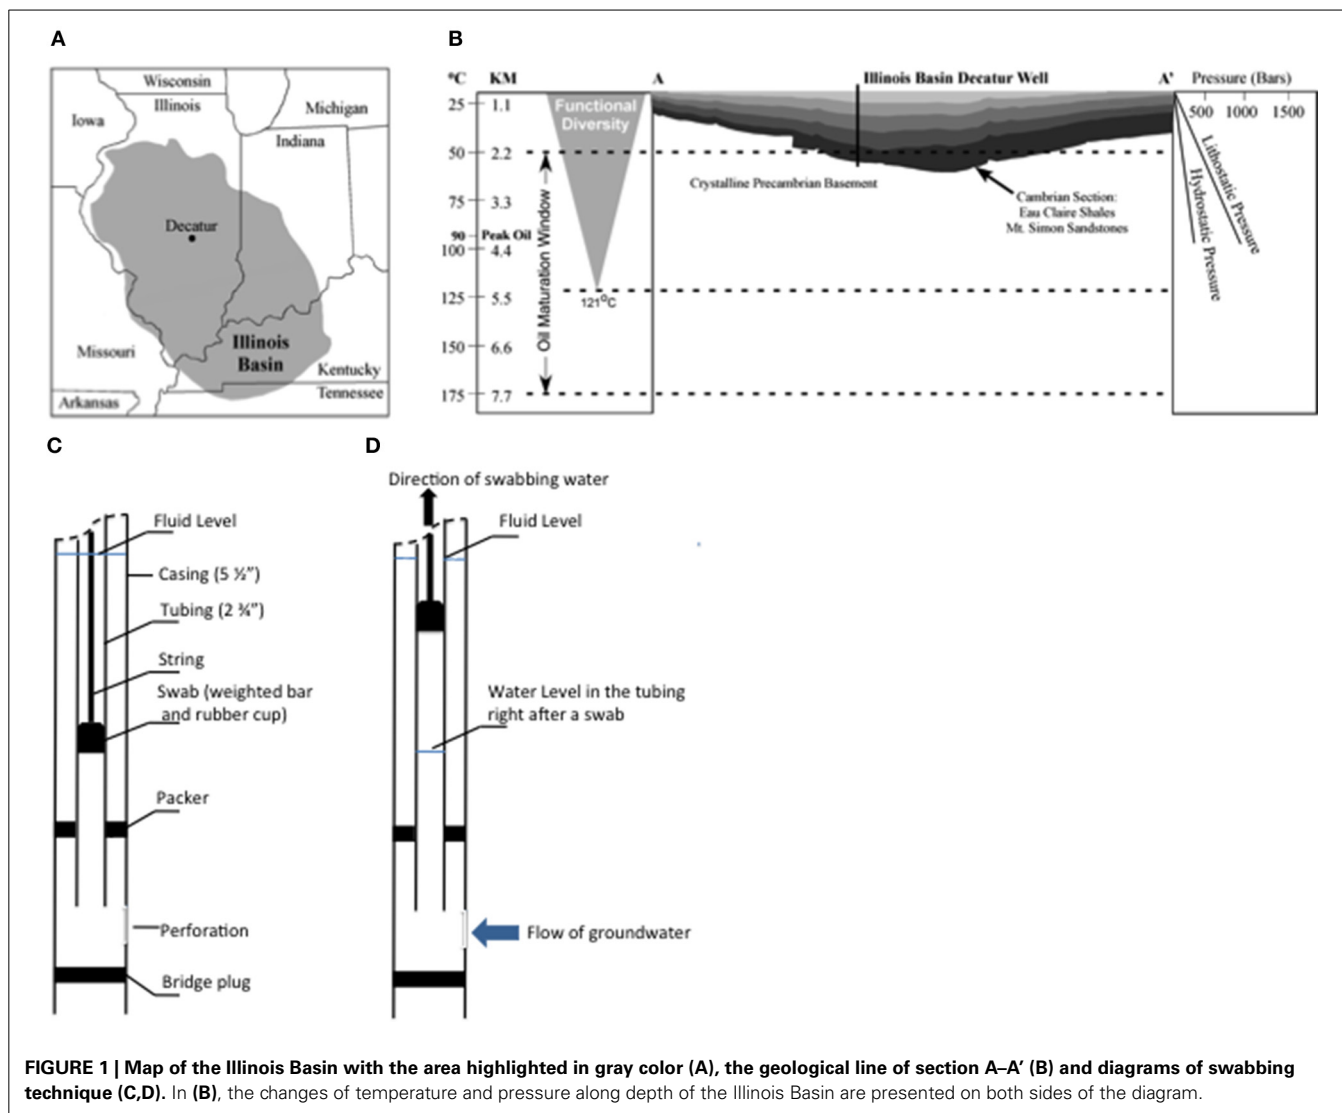 A
Wisconsin
Illinois
Michigan
Iowa
Indiana
Decatur
Illinois
Basin
Missouri
Kentucky
Tennessee
Arkansas
B
ºC KM A Illinois Basin Decatur Well A' Pressure (Bars)
25 1.1
Functional
Diversity
500 1000 1500
50 2.2
Crystalline Precambrian Basement
75 3.3
Cambrian Section:
Eau Claire Shales
Mt. Simon Sandstones
90 Peak Oil
100 4.4
125 5.5
121ºC
150 6.6
175 7.7
Oil Maturation Window
Lithostatic Pressure
Hydrostatic Pressure
C
Fluid Level
Casing (5 ½”)
Tubing (2 ¾”)
String
Swab (weighted bar
and rubber cup)
Packer
Perforation
Bridge plug
D
Direction of swabbing water
Fluid Level
Water Level in the tubing
right after a swab
Flow of groundwater
FIGURE 1 | Map of the Illinois Basin with the area highlighted in gray color (A), the geological line of section A–A′ (B) and diagrams of swabbing
technique (C,D). In (B), the changes of temperature and pressure along depth of the Illinois Basin are presented on both sides of the diagram.